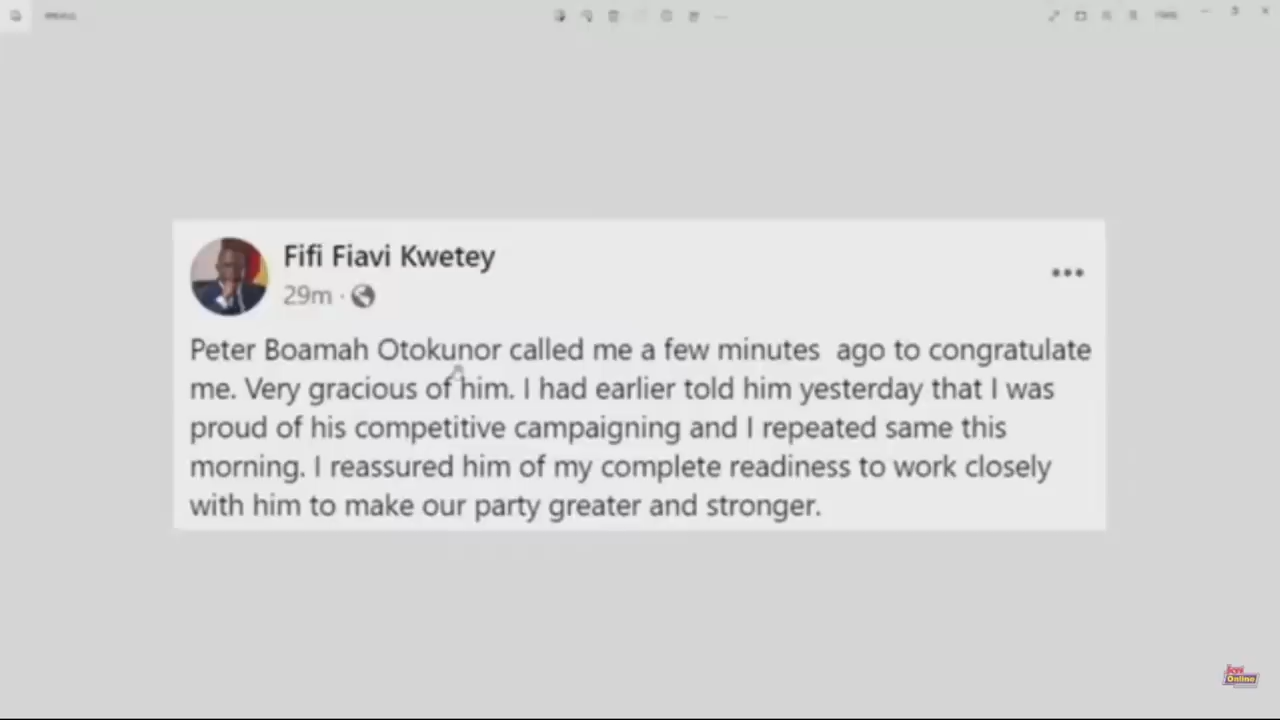 Fifi Fiavi Kwetey
29m ·
Peter Boamah Otokunor called me a few minutes  ago to congratulate
me. Very gracious of him. I had earlier told him yesterday that I was
proud of his competitive campaigning and I repeated same this
morning. I reassured him of my complete readiness to work closely
with him to make our party greater and stronger.
Joy
Online